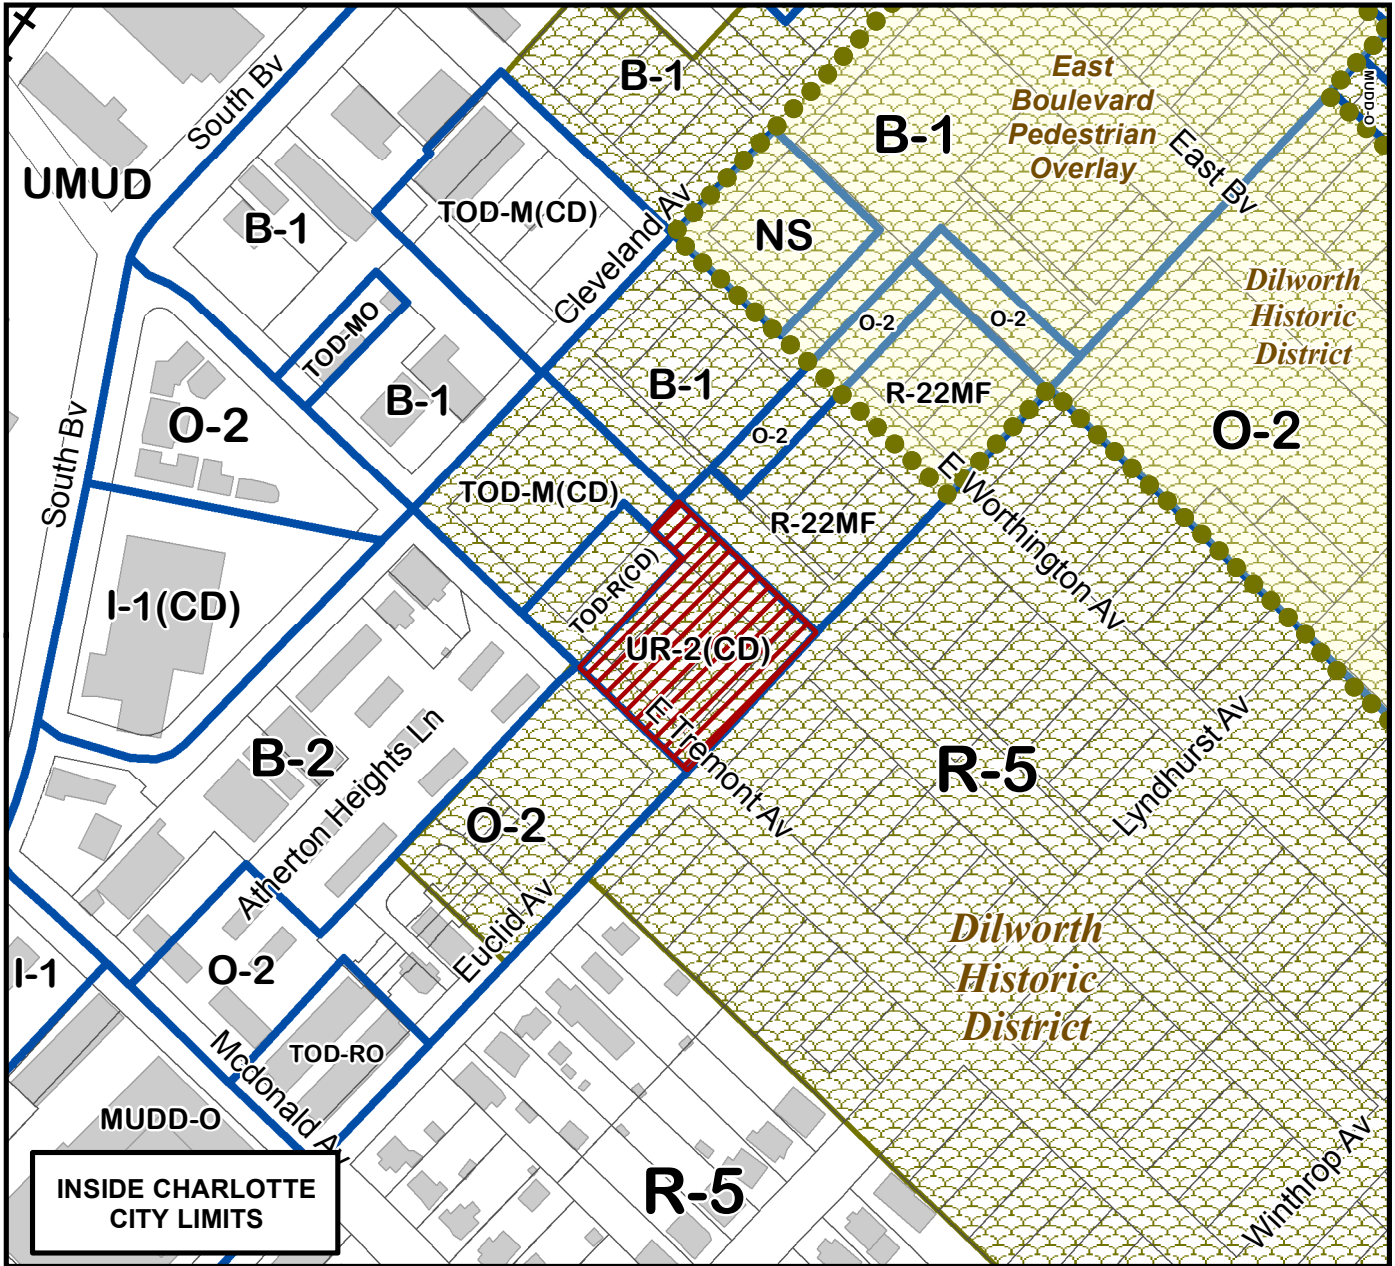 B-1
South Bv
East
Boulevard
Pedestrian
Overlay
MUDD-O
B-1
East Bv
UMUD
B-1
TOD-M(CD)
Cleveland Av
NS
Dilworth
Historic
District
TOD-MO
O-2
O-2
B-1
B-1
R-22MF
O-2
O-2
O-2
South Bv
TOD-M(CD)
R-22MF
E Worthington Av
I-1(CD)
TOD-R(CD)
UR-2(CD)
E Tremont Av
B-2
Atherton Heights Ln
R-5
Lyndhurst Av
O-2
Euclid Av
Dilworth
Historic
District
I-1
O-2
TOD-RO
Mcdonald Av
MUDD-O
R-5
Winthrop Av
INSIDE CHARLOTTE
CITY LIMITS